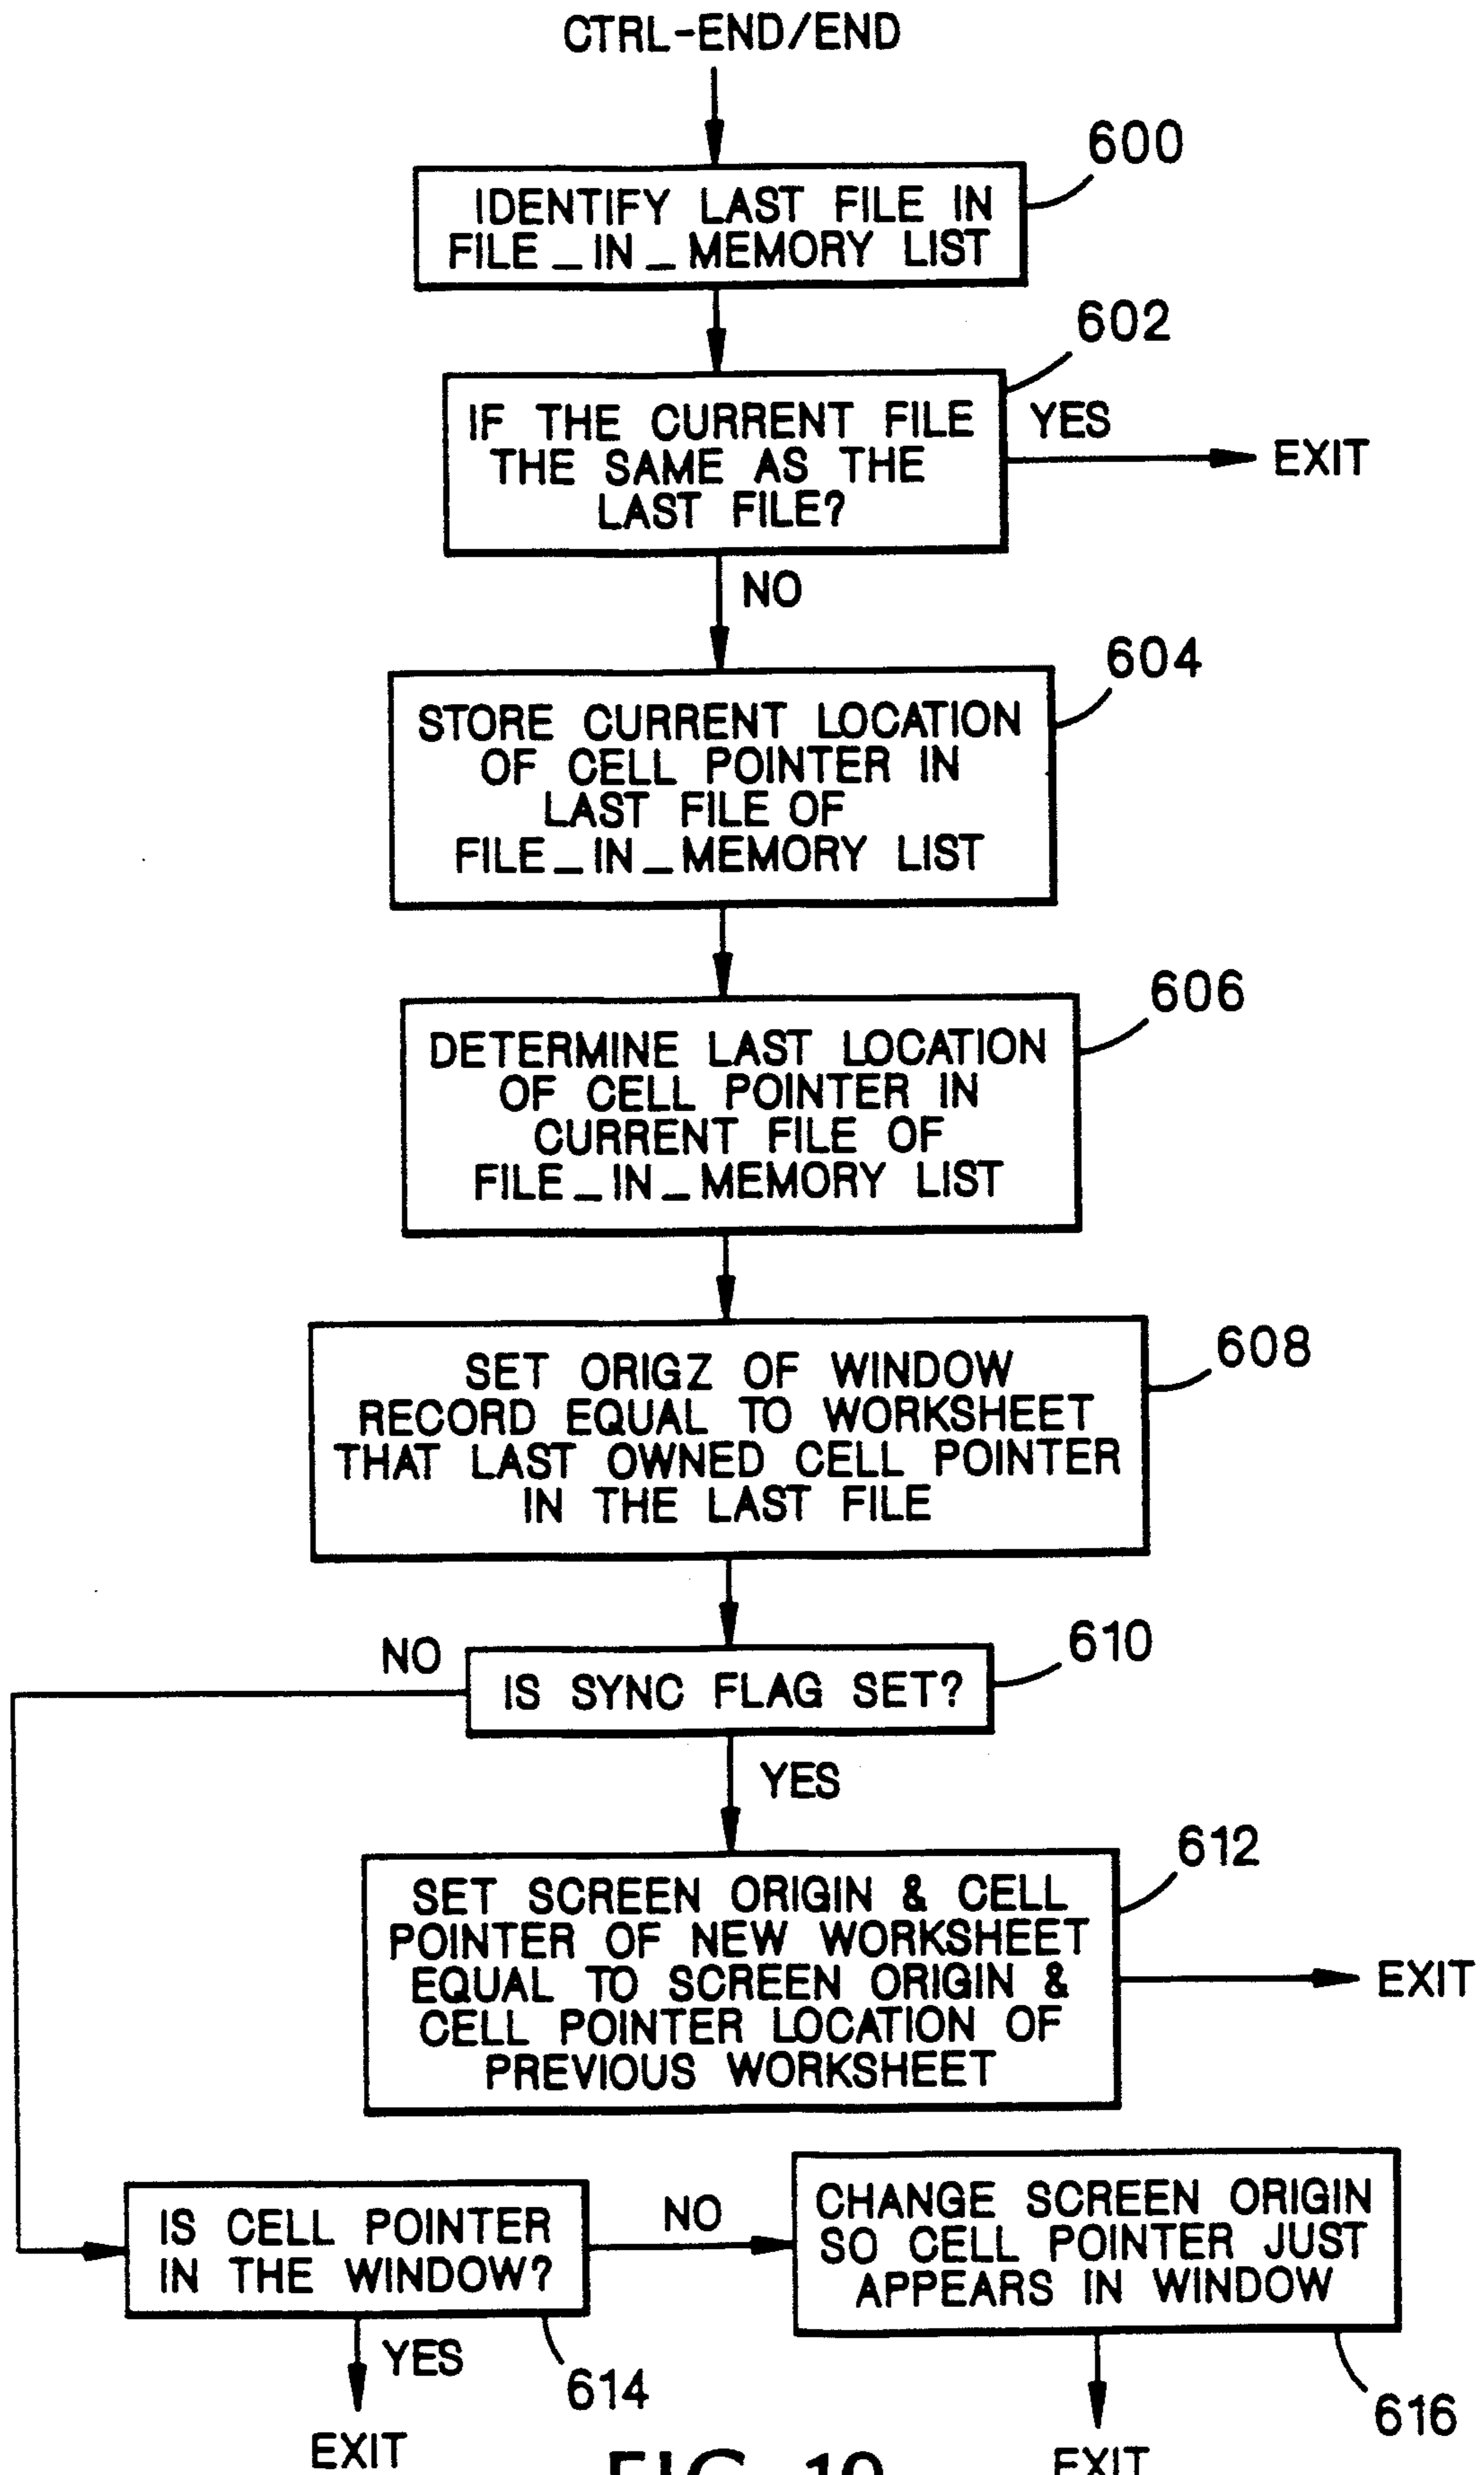 CTRL-END/END
600
IDENTIFY LAST FILE IN
FILE_IN_MEMORY LIST
602
IF THE CURRENT FILE
THE SAME AS THE
LAST FILE?
YES
EXIT
NO
604
STORE CURRENT LOCATION
OF CELL POINTER IN
LAST FILE OF
FILE_IN_MEMORY LIST
606
DETERMINE LAST LOCATION
OF CELL POINTER IN
CURRENT FILE OF
FILE_IN_MEMORY LIST
608
SET ORIGZ OF WINDOW
RECORD EQUAL TO WORKSHEET
THAT LAST OWNED CELL POINTER
IN THE LAST FILE
NO
610
IS SYNC FLAG SET?
YES
612
SET SCREEN ORIGIN & CELL
POINTER OF NEW WORKSHEET
EQUAL TO SCREEN ORIGIN &
CELL POINTER LOCATION OF
PREVIOUS WORKSHEET
EXIT
IS CELL POINTER
IN THE WINDOW?
NO
CHANGE SCREEN ORIGIN
SO CELL POINTER JUST
APPEARS IN WINDOW
YES
614
616
EXIT
EXIT